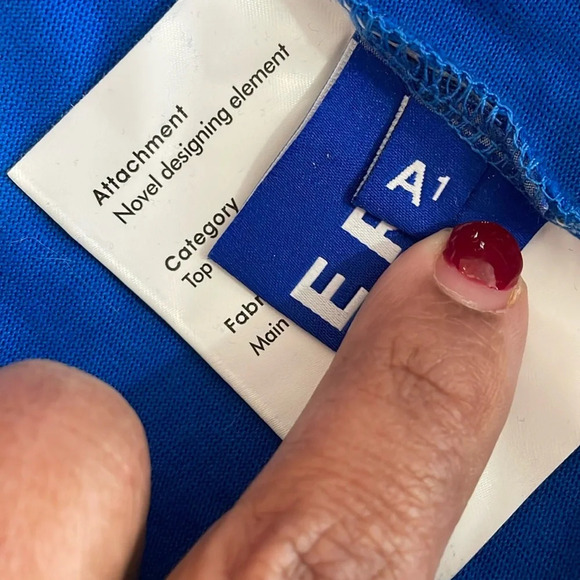 Attachment
Novel designing element
Category
Top
Main
A1